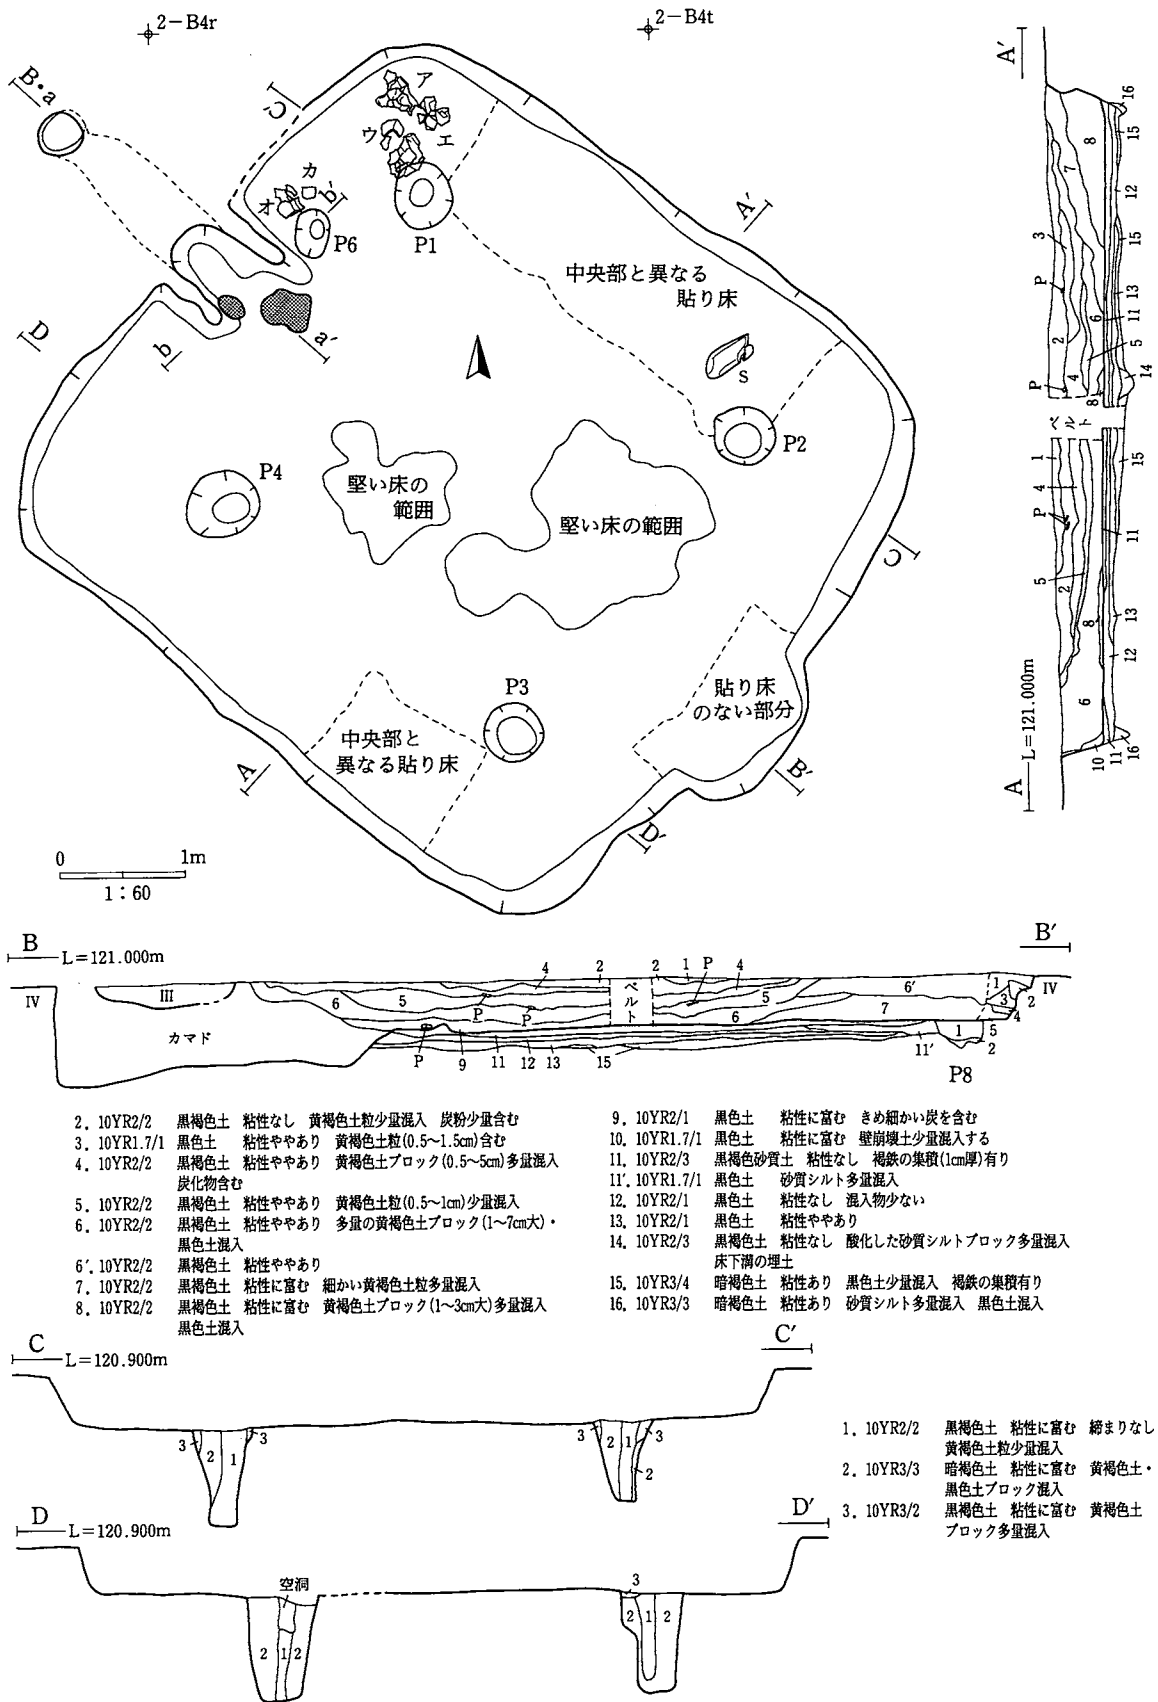 2-B4r
2-B4t
B・a
C'
ア
ウ
エ
カ
オ
b'
P6
P1
A'
中央部と異なる
貼り床
D
b
a'
S
P2
P4
堅い床の
範囲
堅い床の範囲
C
P3
貼り床
のない部分
中央部と
異なる貼り床
A
B'
D'
0 1m
1:60
A'
16
15
8
7
12
3
15
P
13
11
6
2
5
4
14
P
8
ベルト
1
15
4
P
11
5
2
13
8
12
6
L=121.000m
A
10
11
16
B
L=121.000m
B'
IV
III
カマド
4
2
ベルト
2
1
P
4
6
5
P
P
5
6
6'
7
1
3
2
4
IV
P
9
11
12
13
15
11'
1
5
2
P8
2. 10YR2/2 黒褐色土 粘性なし 黄褐色土粒少量混入 炭粉少量含む
3. 10YR1.7/1 黒色土 粘性ややあり 黄褐色土粒(0.5〜1.5cm)含む
4. 10YR2/2 黒褐色土 粘性ややあり 黄褐色土ブロック(0.5〜5cm)多量混入
炭化物含む
5. 10YR2/2 黒褐色土 粘性ややあり 黄褐色土粒(0.5〜1cm)少量混入
6. 10YR2/2 黒褐色土 粘性ややあり 多量の黄褐色土ブロック(1〜7cm大)・
黒色土混入
6'. 10YR2/2 黒褐色土 粘性ややあり
7. 10YR2/2 黒褐色土 粘性に富む 細かい黄褐色土粒多量混入
8. 10YR2/2 黒褐色土 粘性に富む 黄褐色土ブロック(1〜3cm大)多量混入
黒色土混入
9. 10YR2/1 黒色土 粘性に富む きめ細かい炭を含む
10. 10YR1.7/1 黒色土 粘性に富む 壁崩壊土少量混入する
11. 10YR2/3 黒褐色砂質土 粘性なし 褐鉄の集積(1cm厚)有り
11'. 10YR1.7/1 黒色土 砂質シルト多量混入
12. 10YR2/1 黒色土 粘性なし 混入物少ない
13. 10YR2/1 黒色土 粘性ややあり
14. 10YR2/3 黒褐色土 粘性なし 酸化した砂質シルトブロック多量混入
床下溝の埋土
15. 10YR3/4 暗褐色土 粘性あり 黒色土少量混入 褐鉄の集積有り
16. 10YR3/3 暗褐色土 粘性あり 砂質シルト多量混入 黒色土混入
C
L=120.900m
C'
3
2
1
3
3
2
1
3
2
1. 10YR2/2 黒褐色土 粘性に富む 締まりなし
黄褐色土粒少量混入
2. 10YR3/3 暗褐色土 粘性に富む 黄褐色土・
黒色土ブロック混入
3. 10YR3/2 黒褐色土 粘性に富む 黄褐色土
ブロック多量混入
D
L=120.900m
D'
空洞
2
1
2
3
2
1
2